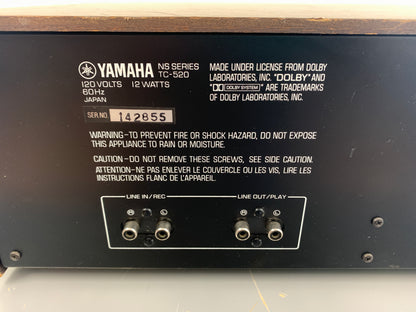 YAMAHA NS SERIES
TC-520
120 VOLTS 12 WATTS
60Hz
JAPAN
SER NO. 142855
MADE UNDER LICENSE FROM DOLBY
LABORATORIES, INC. "DOLBY" AND
"DOLBY SYSTEM" ARE TRADEMARKS
OF DOLBY LABORATORIES, INC.
WARNING–TO PREVENT FIRE OR SHOCK HAZARD, DO NOT EXPOSE
THIS APPLIANCE TO RAIN OR MOISTURE.
CAUTION–DO NOT REMOVE THESE SCREWS, SEE SIDE CAUTION.
ATTENTION–NE PAS ENLEVER LE COUVERCLE OU LES VIS, LIRE LES
INSTRUCTIONS FLANC DE L'APPAREIL.
LINE IN/REC LINE OUT/PLAY
R L L R